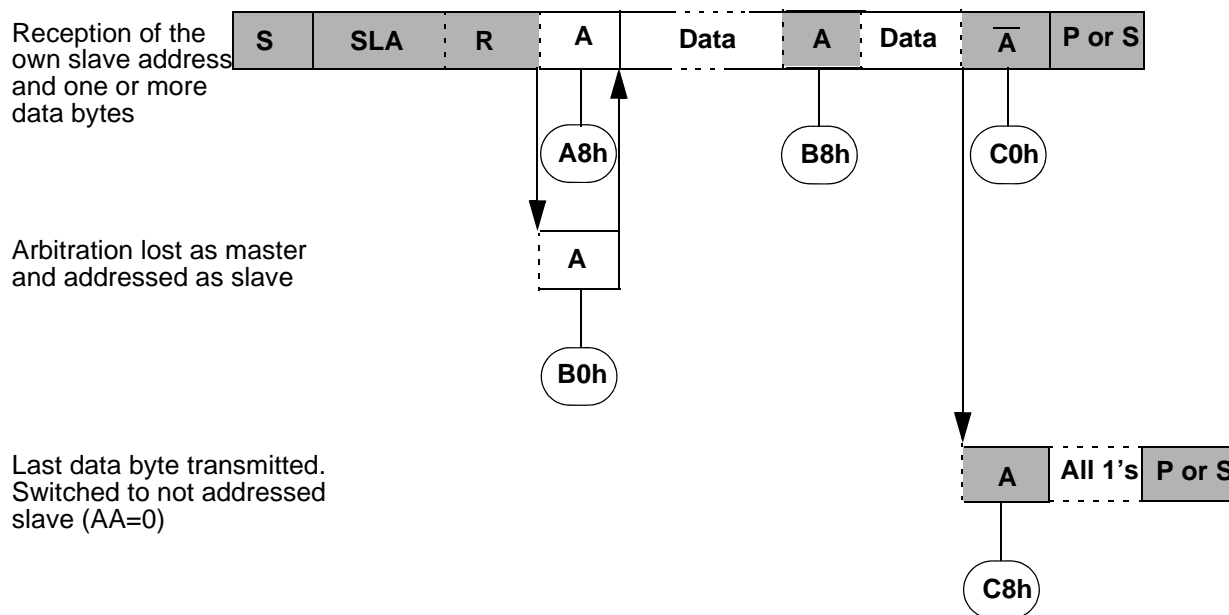 Reception of the
own slave address
and one or more
data bytes
S SLA R A Data A Data A̅ P or S
A8h B8h C0h
Arbitration lost as master
and addressed as slave
A
B0h
Last data byte transmitted.
Switched to not addressed
slave (AA=0)
A All 1's P or S
C8h